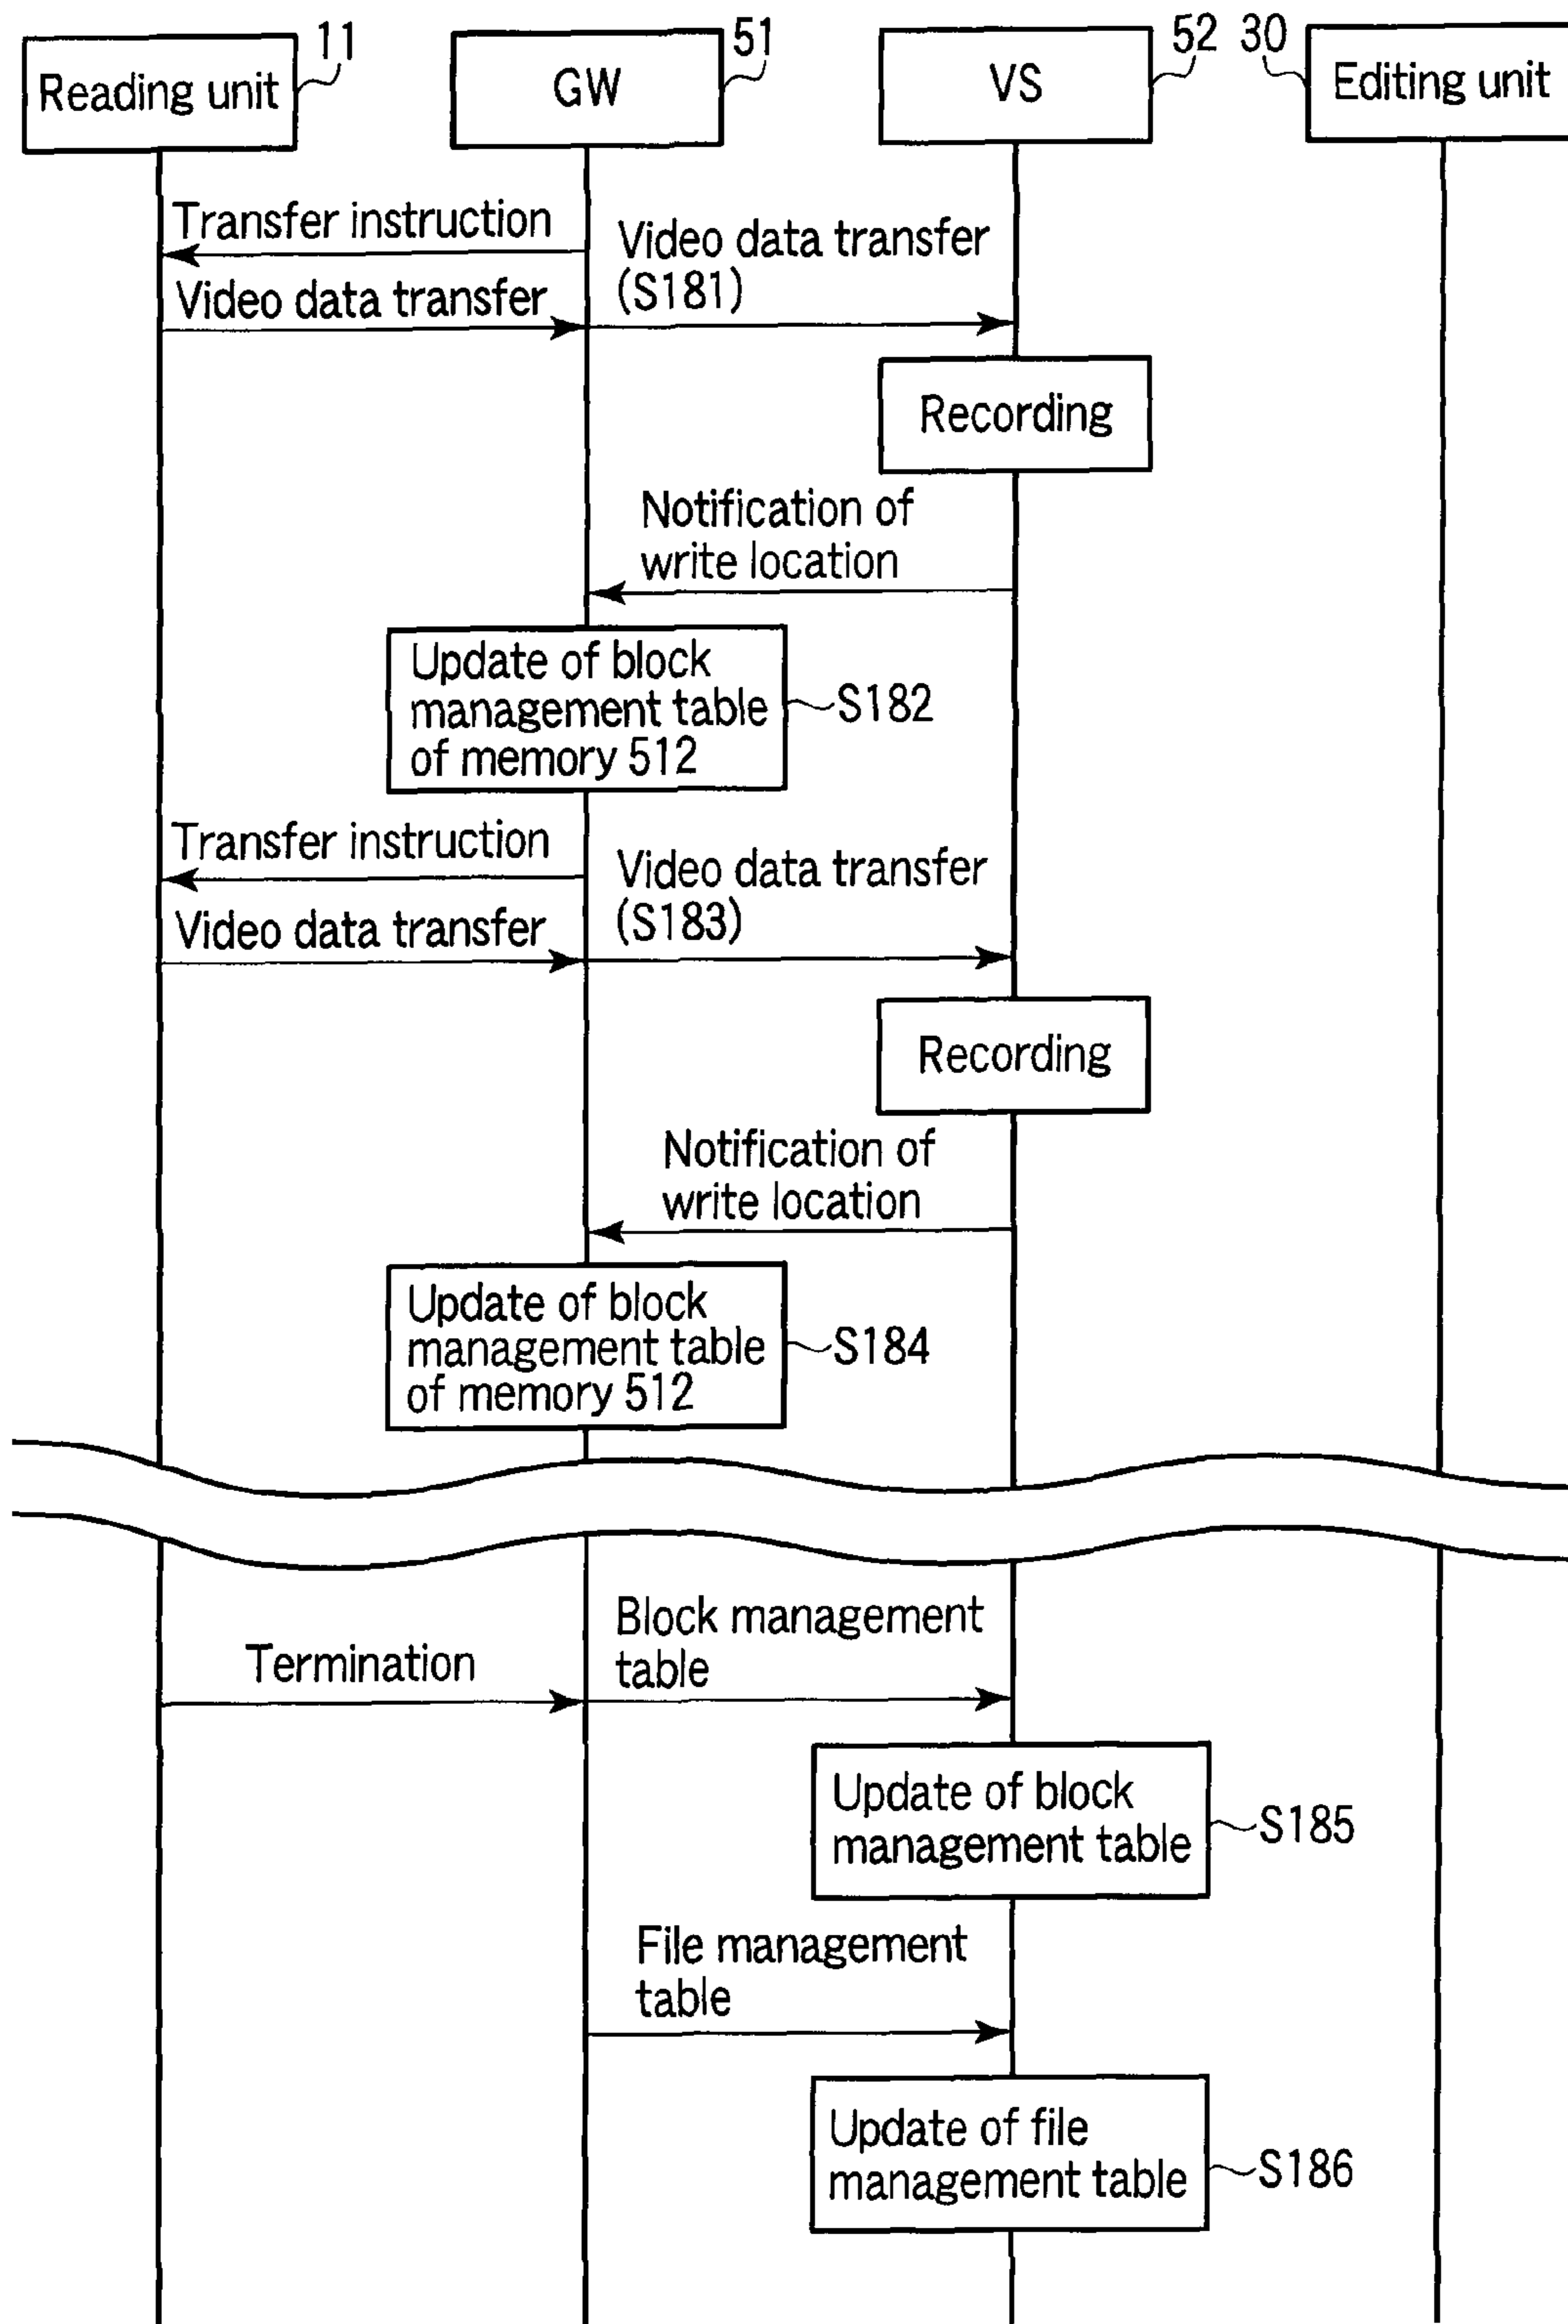 11
51
52
30
Reading unit
GW
VS
Editing unit
Transfer instruction
Video data transfer
(S181)
Video data transfer
Recording
Notification of
write location
Update of block
management table
of memory 512
S182
Transfer instruction
Video data transfer
(S183)
Video data transfer
Recording
Notification of
write location
Update of block
management table
of memory 512
S184
Block management
table
Termination
Update of block
management table
S185
File management
table
Update of file
management table
S186